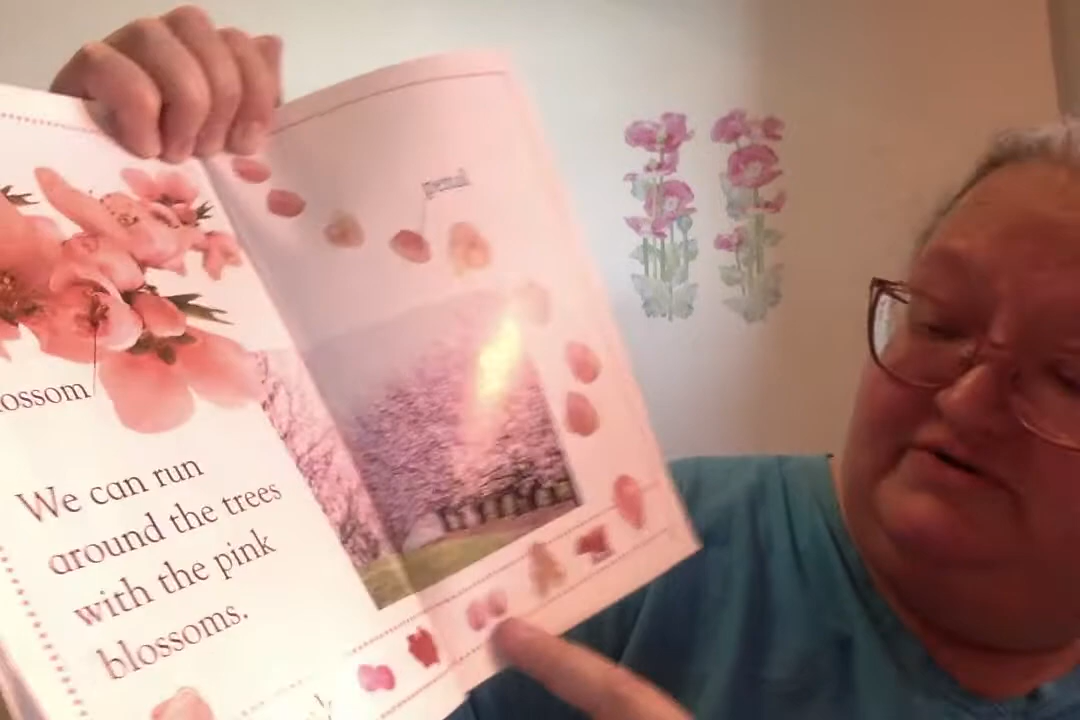 ossom
We can run
around the trees
with the pink
blossoms.
petal